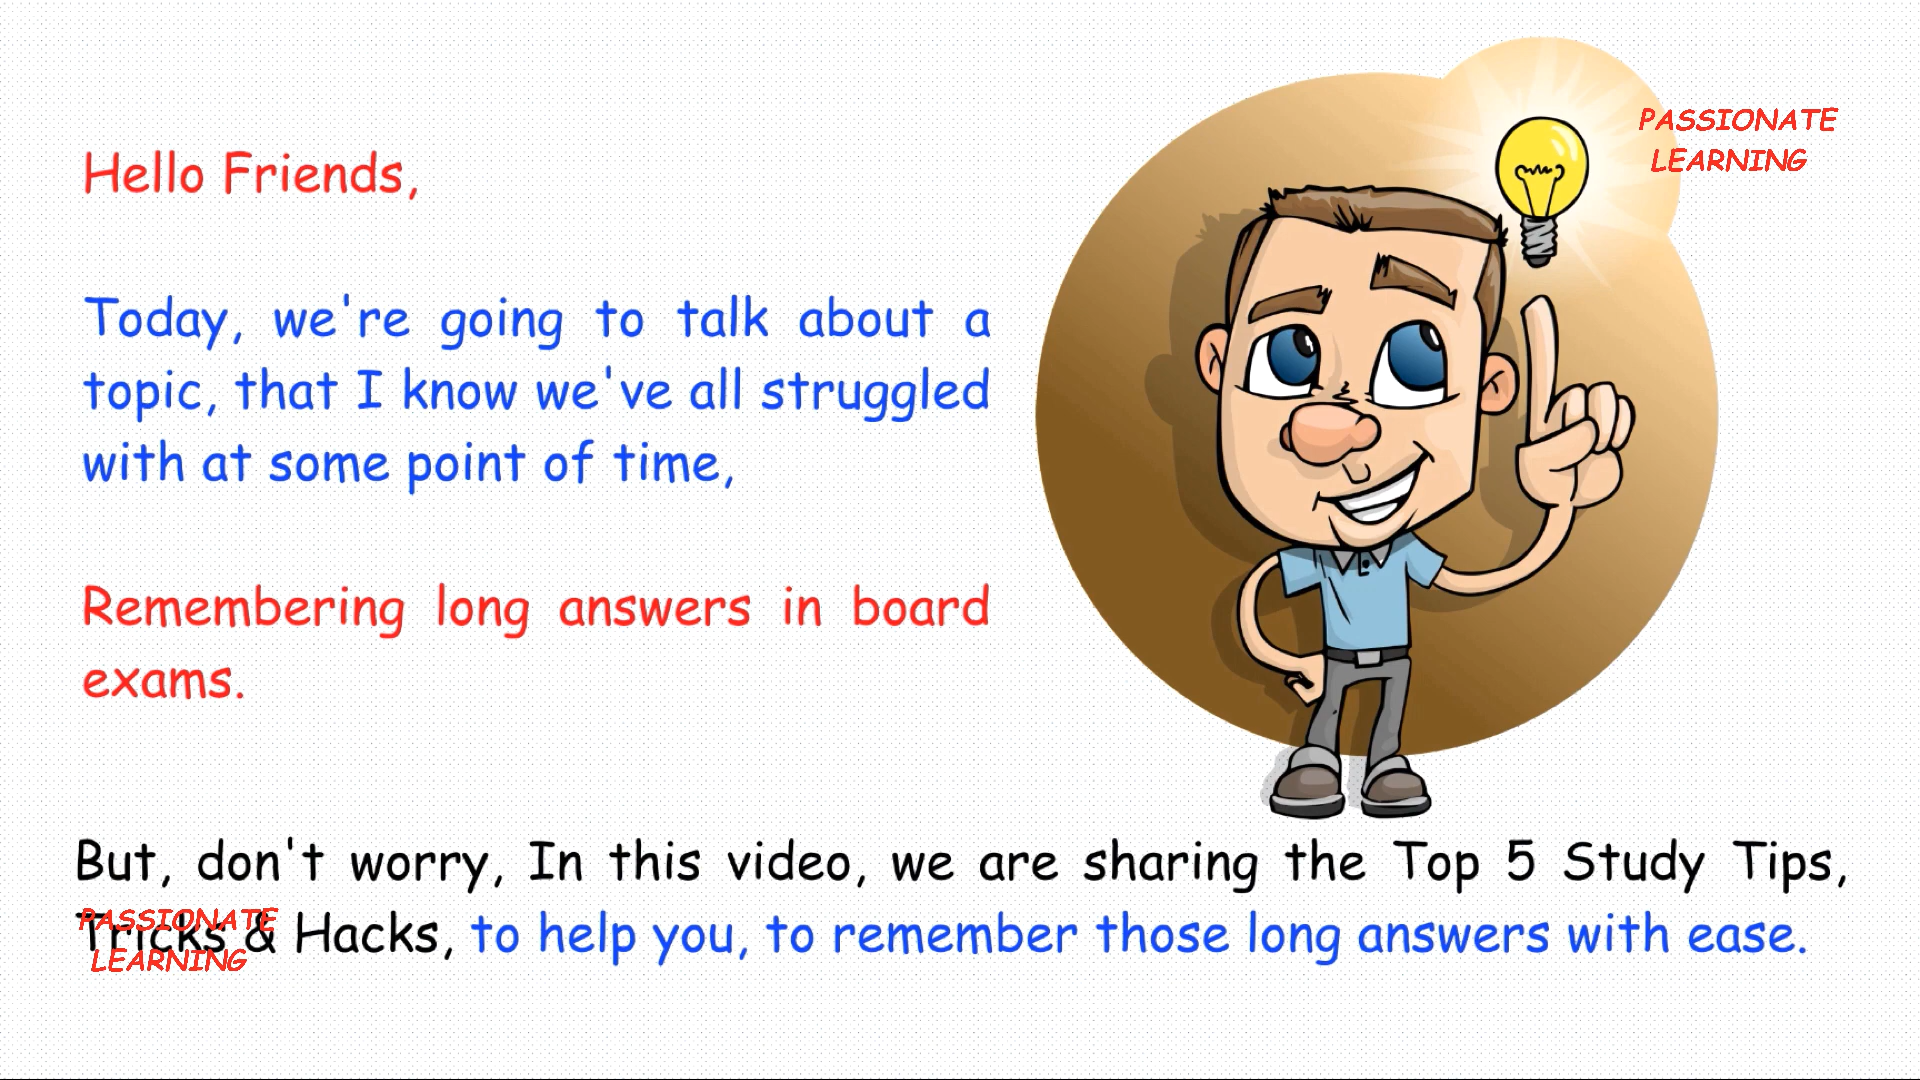 PASSIONATE
LEARNING
Hello Friends,
Today, we're going to talk about a
topic, that I know we've all struggled
with at some point of time,
Remembering long answers in board
exams.
But, don't worry, In this video, we are sharing the Top 5 Study Tips,
Tricks & Hacks, to help you, to remember those long answers with ease.
PASSIONATE
LEARNING